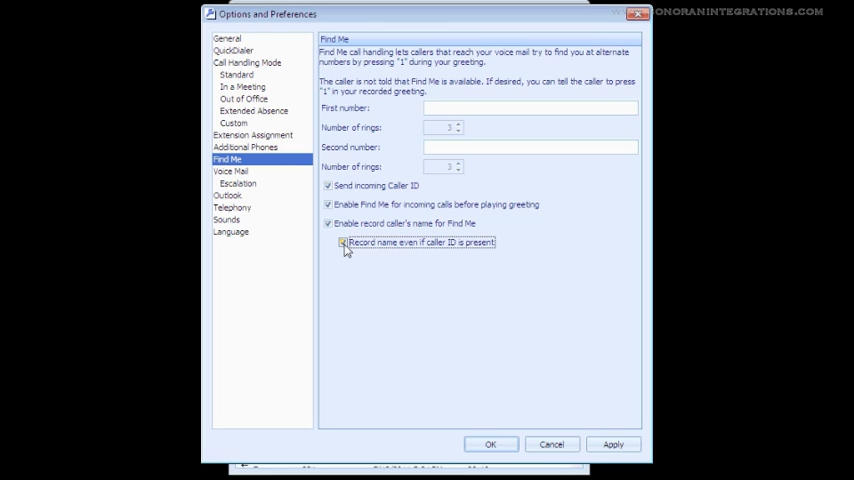 Options and Preferences
ONORANINTEGRATIONS.COM
General
QuickDialer
Call Handling Mode
Standard
In a Meeting
Out of Office
Extended Absence
Custom
Extension Assignment
Additional Phones
Find Me
Voice Mail
Escalation
Outlook
Telephony
Sounds
Language
Find Me
Find Me call handling lets callers that reach your voice mail try to find you at alternate
numbers by pressing "1" during your greeting.
The caller is not told that Find Me is available. If desired, you can tell the caller to press
"1" in your recorded greeting.
First number:
Number of rings: 3
Second number:
Number of rings: 3
Send incoming Caller ID
Enable Find Me for incoming calls before playing greeting
Enable record caller's name for Find Me
Record name even if caller ID is present
OK Cancel Apply